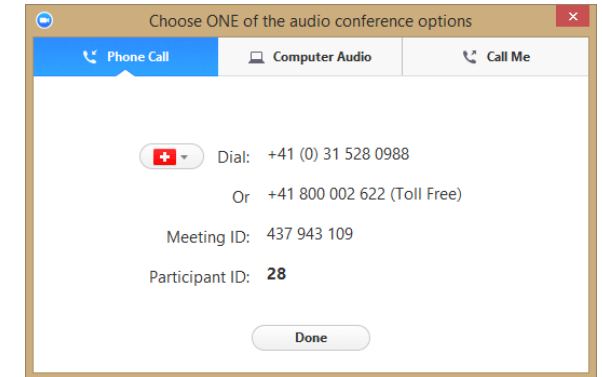 Choose ONE of the audio conference options
Phone Call Computer Audio Call Me
Dial: +41 (0) 31 528 0988
Or +41 800 002 622 (Toll Free)
Meeting ID: 437 943 109
Participant ID: 28
Done